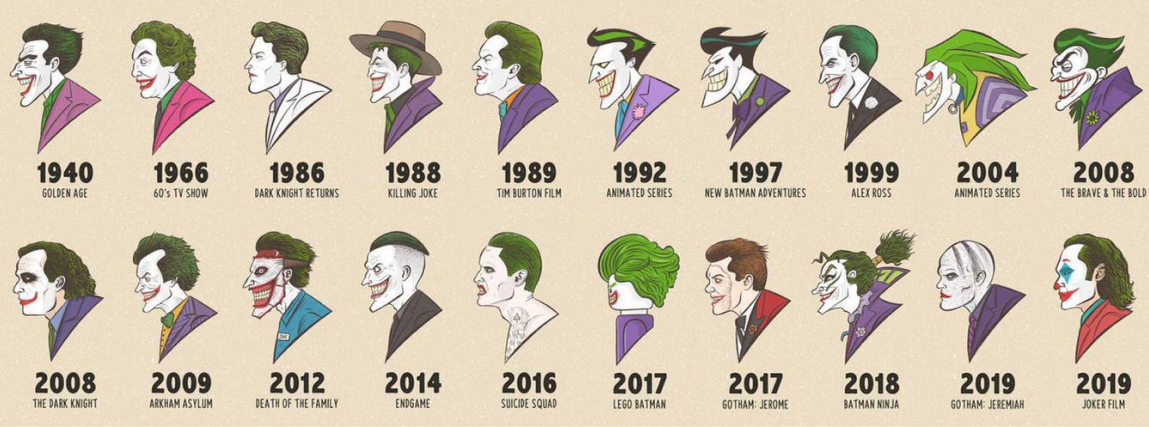 1940 1966 1986 1988 1989 1992 1997 1999 2004 2008
GOLDEN AGE 60's TV SHOW DARK KNIGHT RETURNS KILLING JOKE TIM BURTON FILM ANIMATED SERIES NEW BATMAN ADVENTURES ALEX ROSS ANIMATED SERIES THE BRAVE & THE BOLD
2008 2009 2012 2014 2016 2017 2017 2018 2019 2019
THE DARK KNIGHT ARKHAM ASYLUM DEATH OF THE FAMILY ENDGAME SUICIDE SQUAD LEGO BATMAN GOTHAM: JEROME BATMAN NINJA GOTHAM: JEREMIAH JOKER FILM